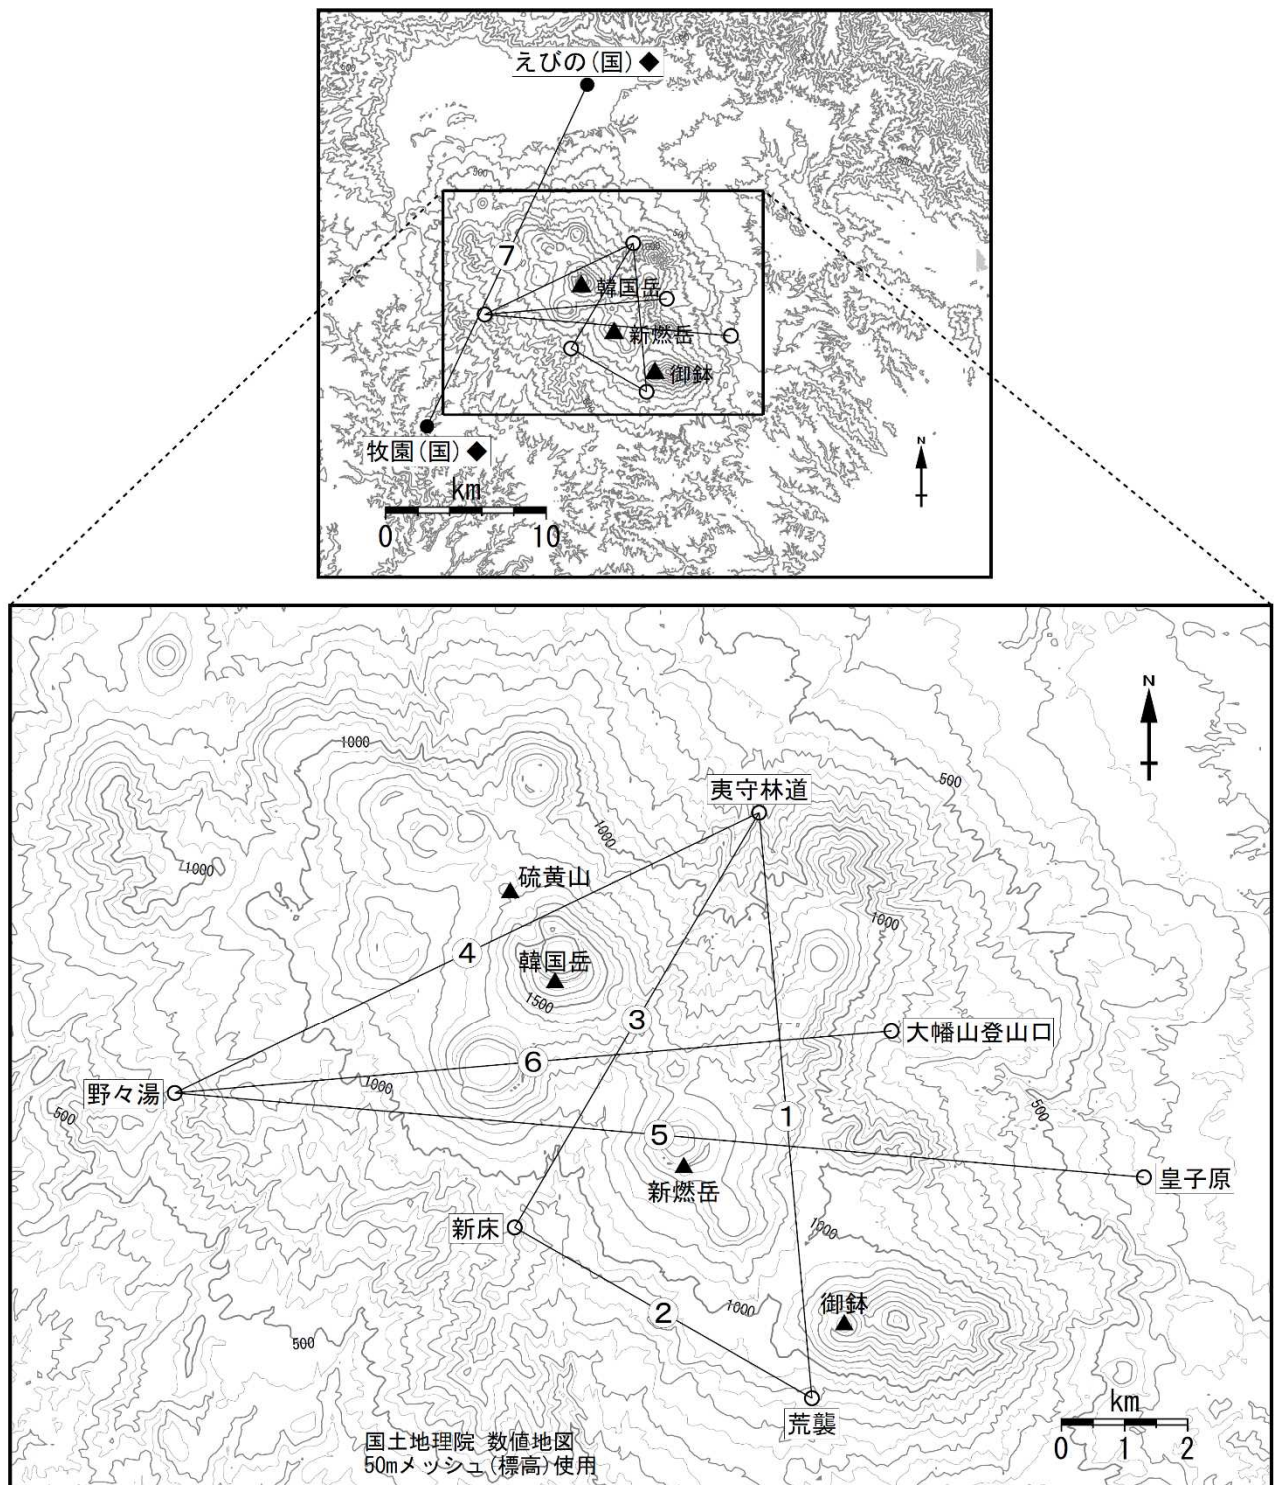 えびの(国)◆
500
7
1000
韓国岳
新燃岳
御鉢
牧園(国)◆
km
0 10
N
N
1000
500
夷守林道
1000
硫黄山
1000
1000
4
韓国岳
1500
3
大幡山登山口
6
野々湯
1000
500
500
1
5
皇子原
新燃岳
新床
1000
1000
御鉢
2
500
km
荒襲
0 1 2
国土地理院 数値地図
50mメッシュ(標高)使用